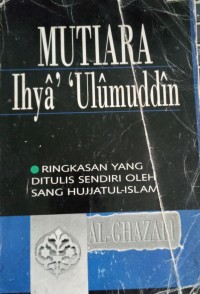 MUTIARA
Ihyâ' 'Ulûmuddîn
RINGKASAN YANG
DITULIS SENDIRI OLEH
SANG HUJJATUL-ISLAM
AL-GHAZALI